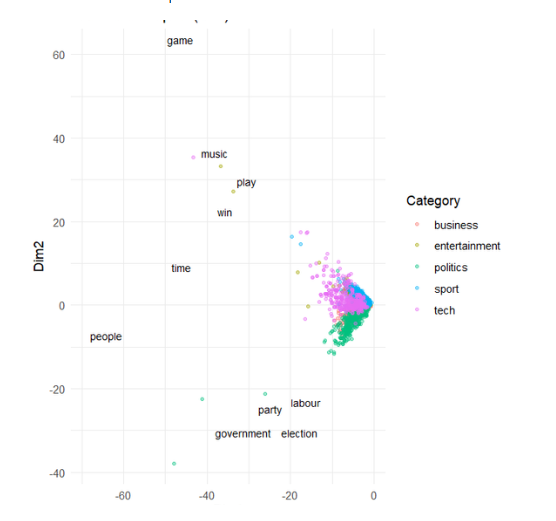 game
60
40
music
play
win
20
Category
business
entertainment
politics
sport
tech
Dim2
time
0
people
-20
labour
party
government election
-40
-60 -40 -20 0